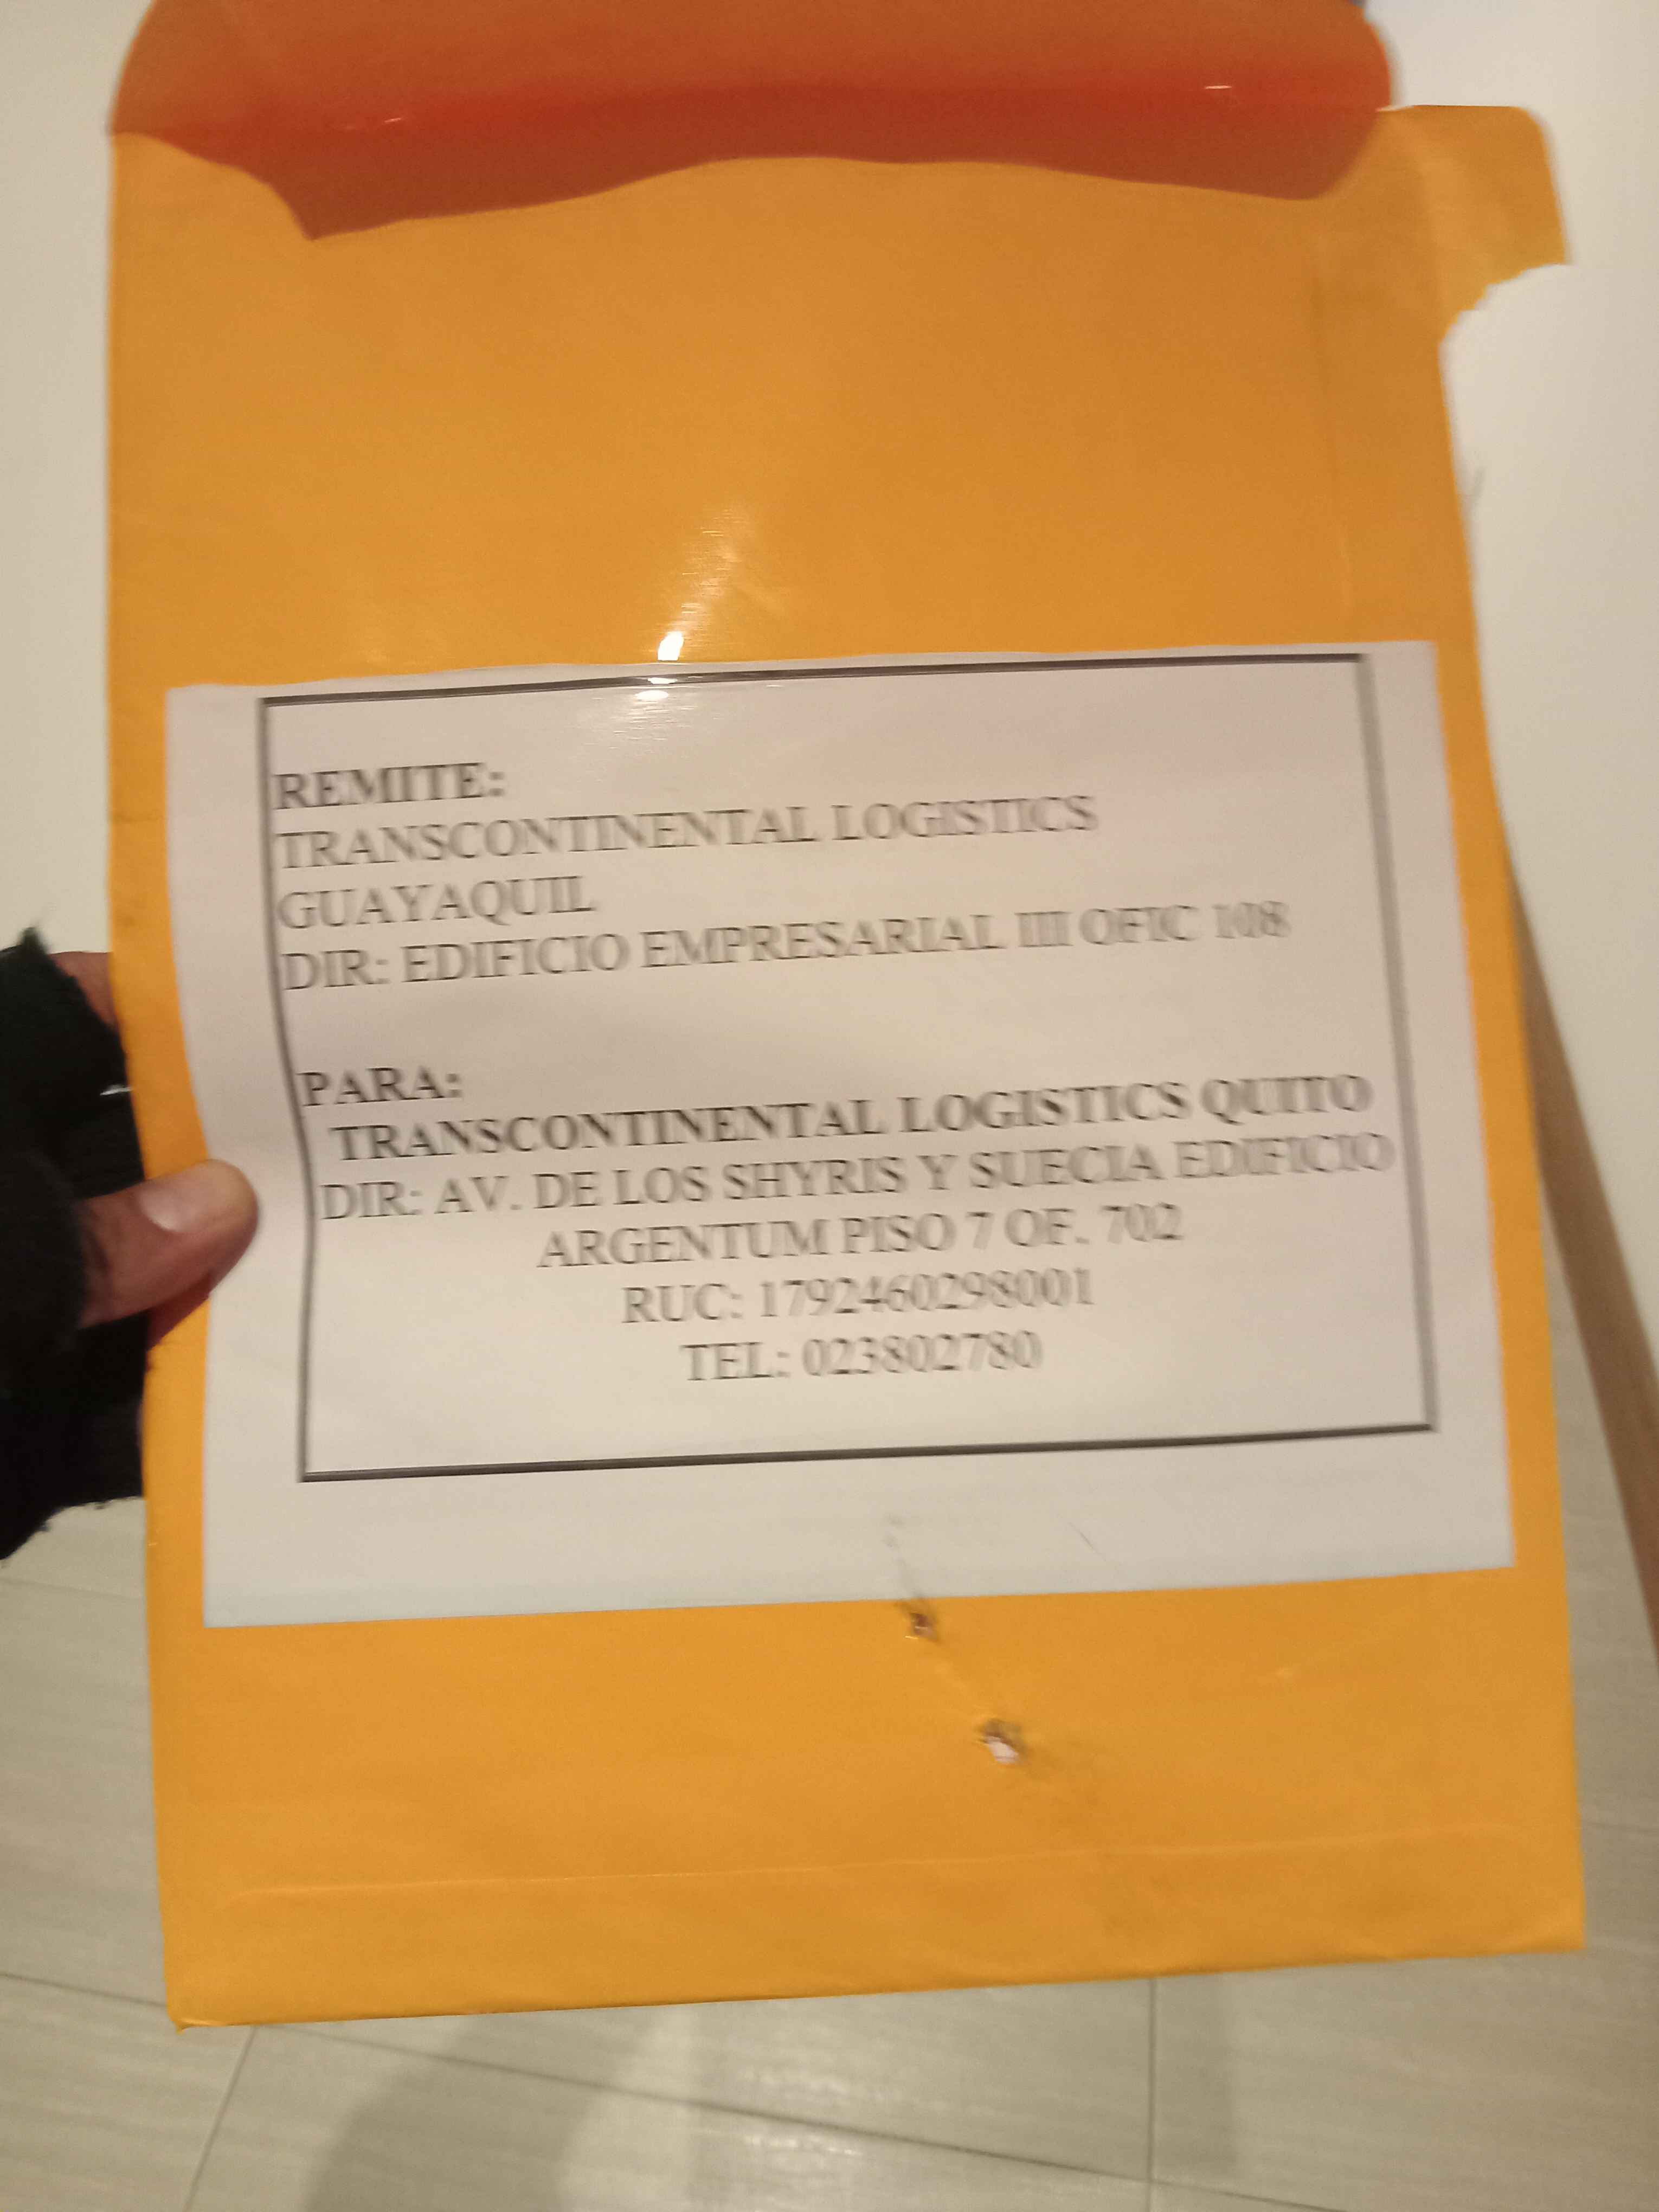 REMITE:
TRANSCONTINENTAL LOGISTICS
GUAYAQUIL
DIR: EDIFICIO EMPRESARIAL III OFIC 108
PARA:
TRANSCONTINENTAL LOGISTICS QUITO
DIR: AV. DE LOS SHYRIS Y SUECIA EDIFICIO
ARGENTUM PISO 7 OF. 702
RUC: 1792460298001
TEL: 023802780